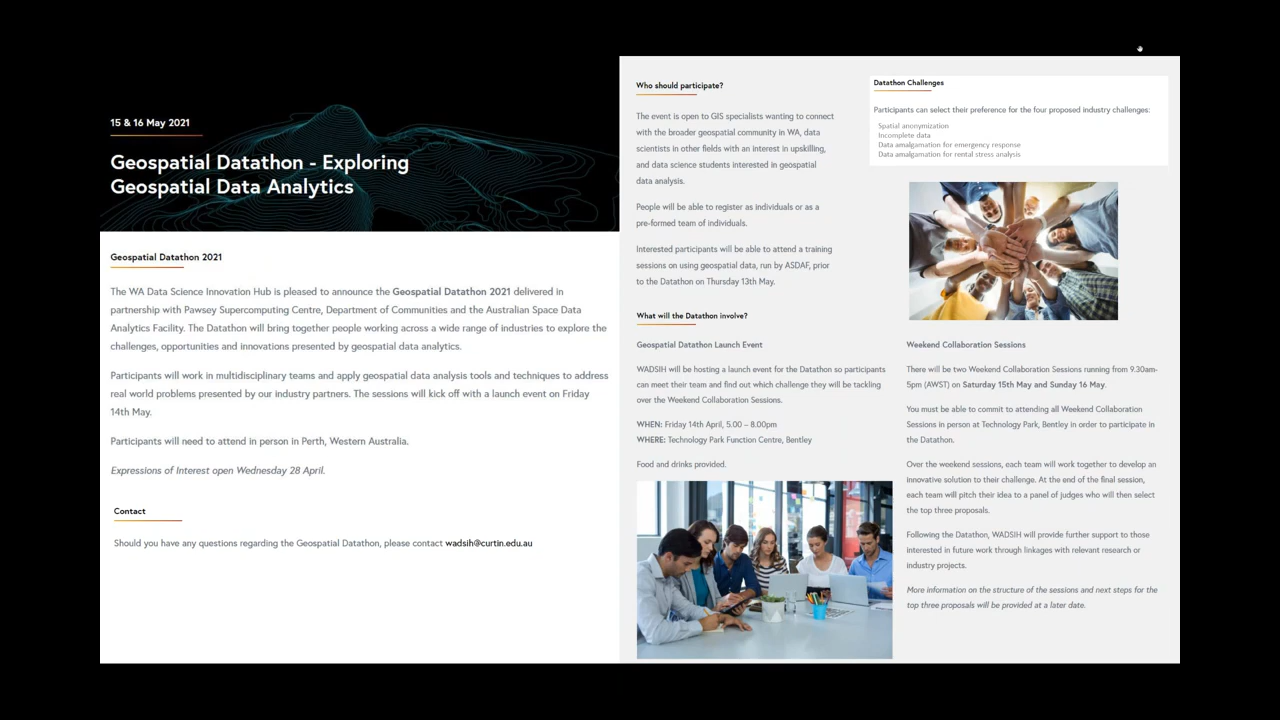 15 & 16 May 2021
Geospatial Datathon - Exploring
Geospatial Data Analytics
Geospatial Datathon 2021
The WA Data Science Innovation Hub is pleased to announce the Geospatial Datathon 2021 delivered in
partnership with Pawsey Supercomputing Centre, Department of Communities and the Australian Space Data
Analytics Facility. The Datathon will bring together people working across a wide range of industries to explore the
challenges, opportunities and innovations presented by geospatial data analytics.
Participants will work in multidisciplinary teams and apply geospatial data analysis tools and techniques to address
real world problems presented by our industry partners. The sessions will kick off with a launch event on Friday
14th May.
Participants will need to attend in person in Perth, Western Australia.
Expressions of Interest open Wednesday 28 April.
Contact
Should you have any questions regarding the Geospatial Datathon, please contact wadsih@curtin.edu.au
Who should participate?
The event is open to GIS specialists wanting to connect
with the broader geospatial community in WA, data
scientists in other fields with an interest in upskilling,
and data science students interested in geospatial
data analysis.
People will be able to register as individuals or as a
pre-formed team of individuals.
Interested participants will be able to attend a training
sessions on using geospatial data, run by ASDAF, prior
to the Datathon on Thursday 13th May.
Datathon Challenges
Participants can select their preference for the four proposed industry challenges:
Spatial anonymization
Incomplete data
Data amalgamation for emergency response
Data amalgamation for rental stress analysis
What will the Datathon involve?
Geospatial Datathon Launch Event
WADSIH will be hosting a launch event for the Datathon so participants
can meet their team and find out which challenge they will be tackling
over the Weekend Collaboration Sessions.
WHEN: Friday 14th April, 5.00 – 8.00pm
WHERE: Technology Park Function Centre, Bentley
Food and drinks provided.
Weekend Collaboration Sessions
There will be two Weekend Collaboration Sessions running from 9.30am-
5pm (AWST) on Saturday 15th May and Sunday 16 May.
You must be able to commit to attending all Weekend Collaboration
Sessions in person at Technology Park, Bentley in order to participate in
the Datathon.
Over the weekend sessions, each team will work together to develop an
innovative solution to their challenge. At the end of the final session,
each team will pitch their idea to a panel of judges who will then select
the top three proposals.
Following the Datathon, WADSIH will provide further support to those
interested in future work through linkages with relevant research or
industry projects.
More information on the structure of the sessions and next steps for the
top three proposals will be provided at a later date.